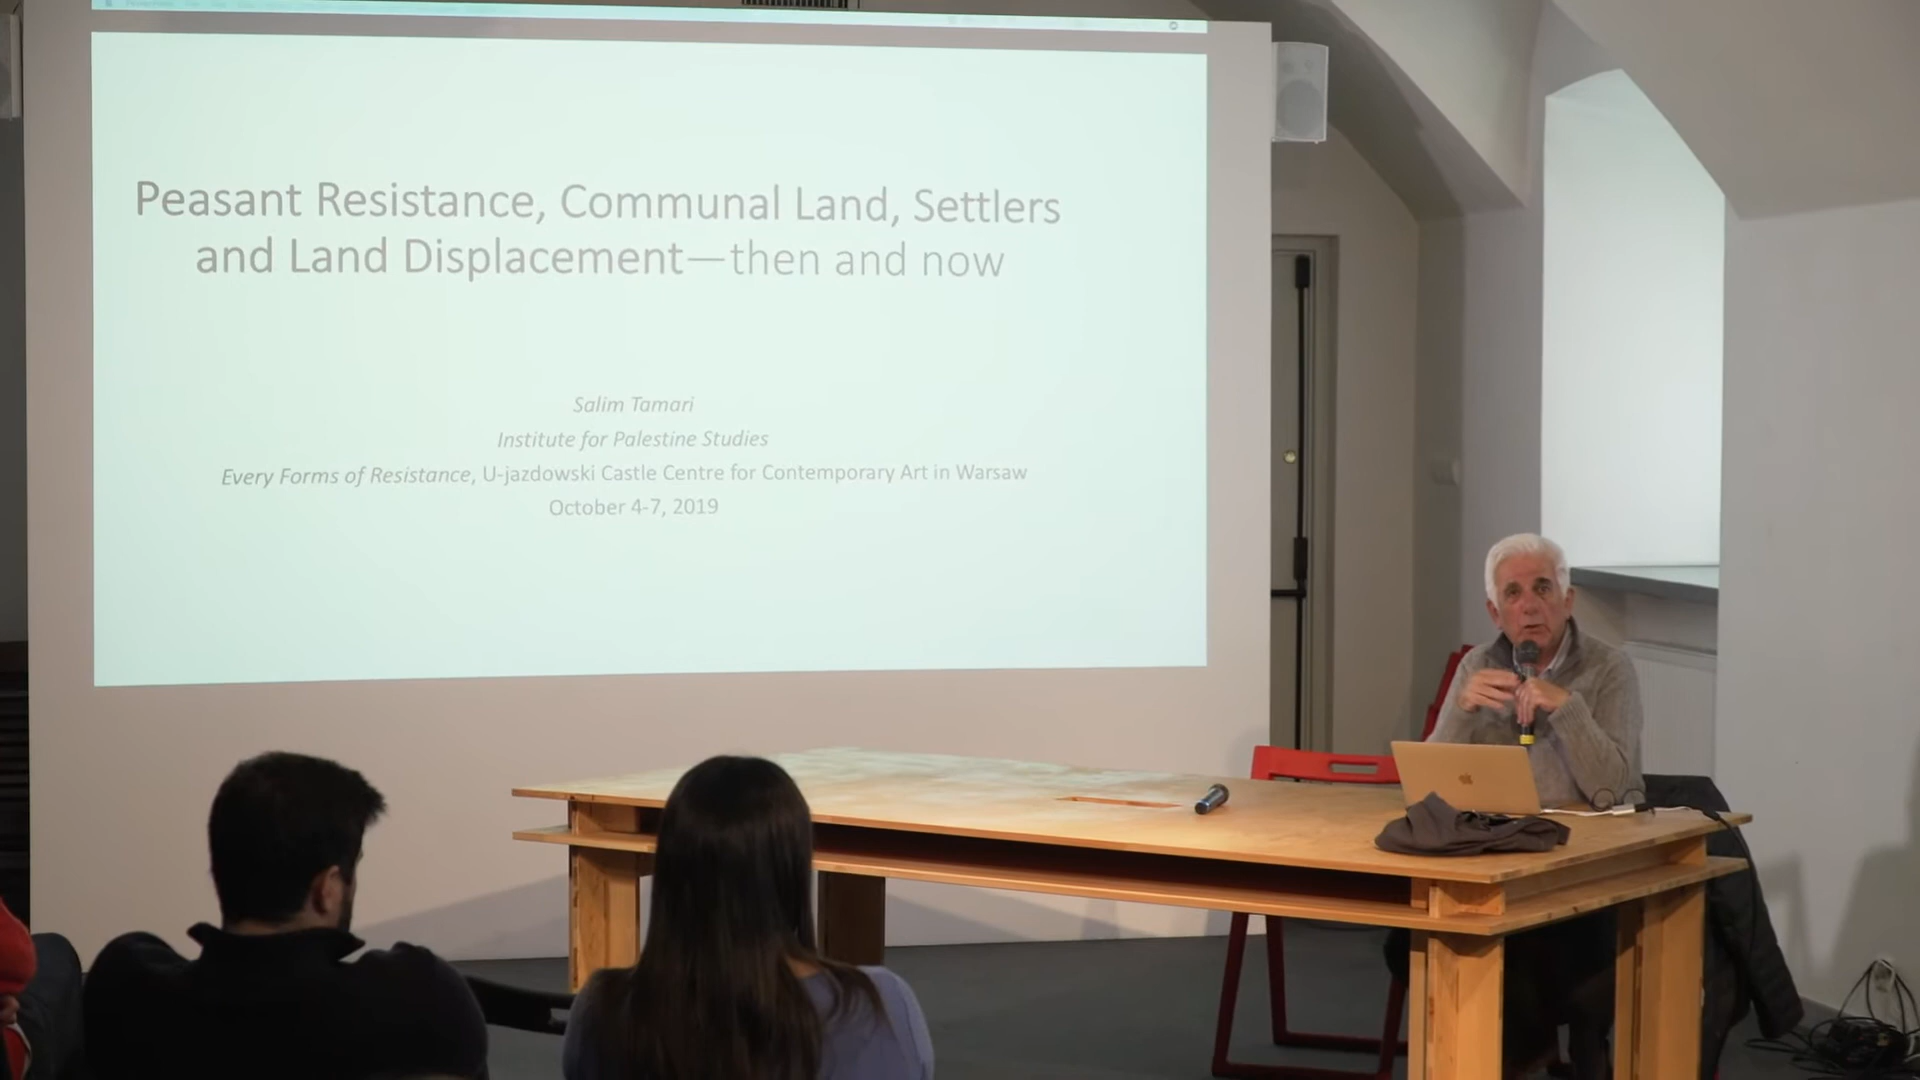 Peasant Resistance, Communal Land, Settlers
and Land Displacement—then and now
Salim Tamari
Institute for Palestine Studies
Every Forms of Resistance, U-jazdowski Castle Centre for Contemporary Art in Warsaw
October 4-7, 2019